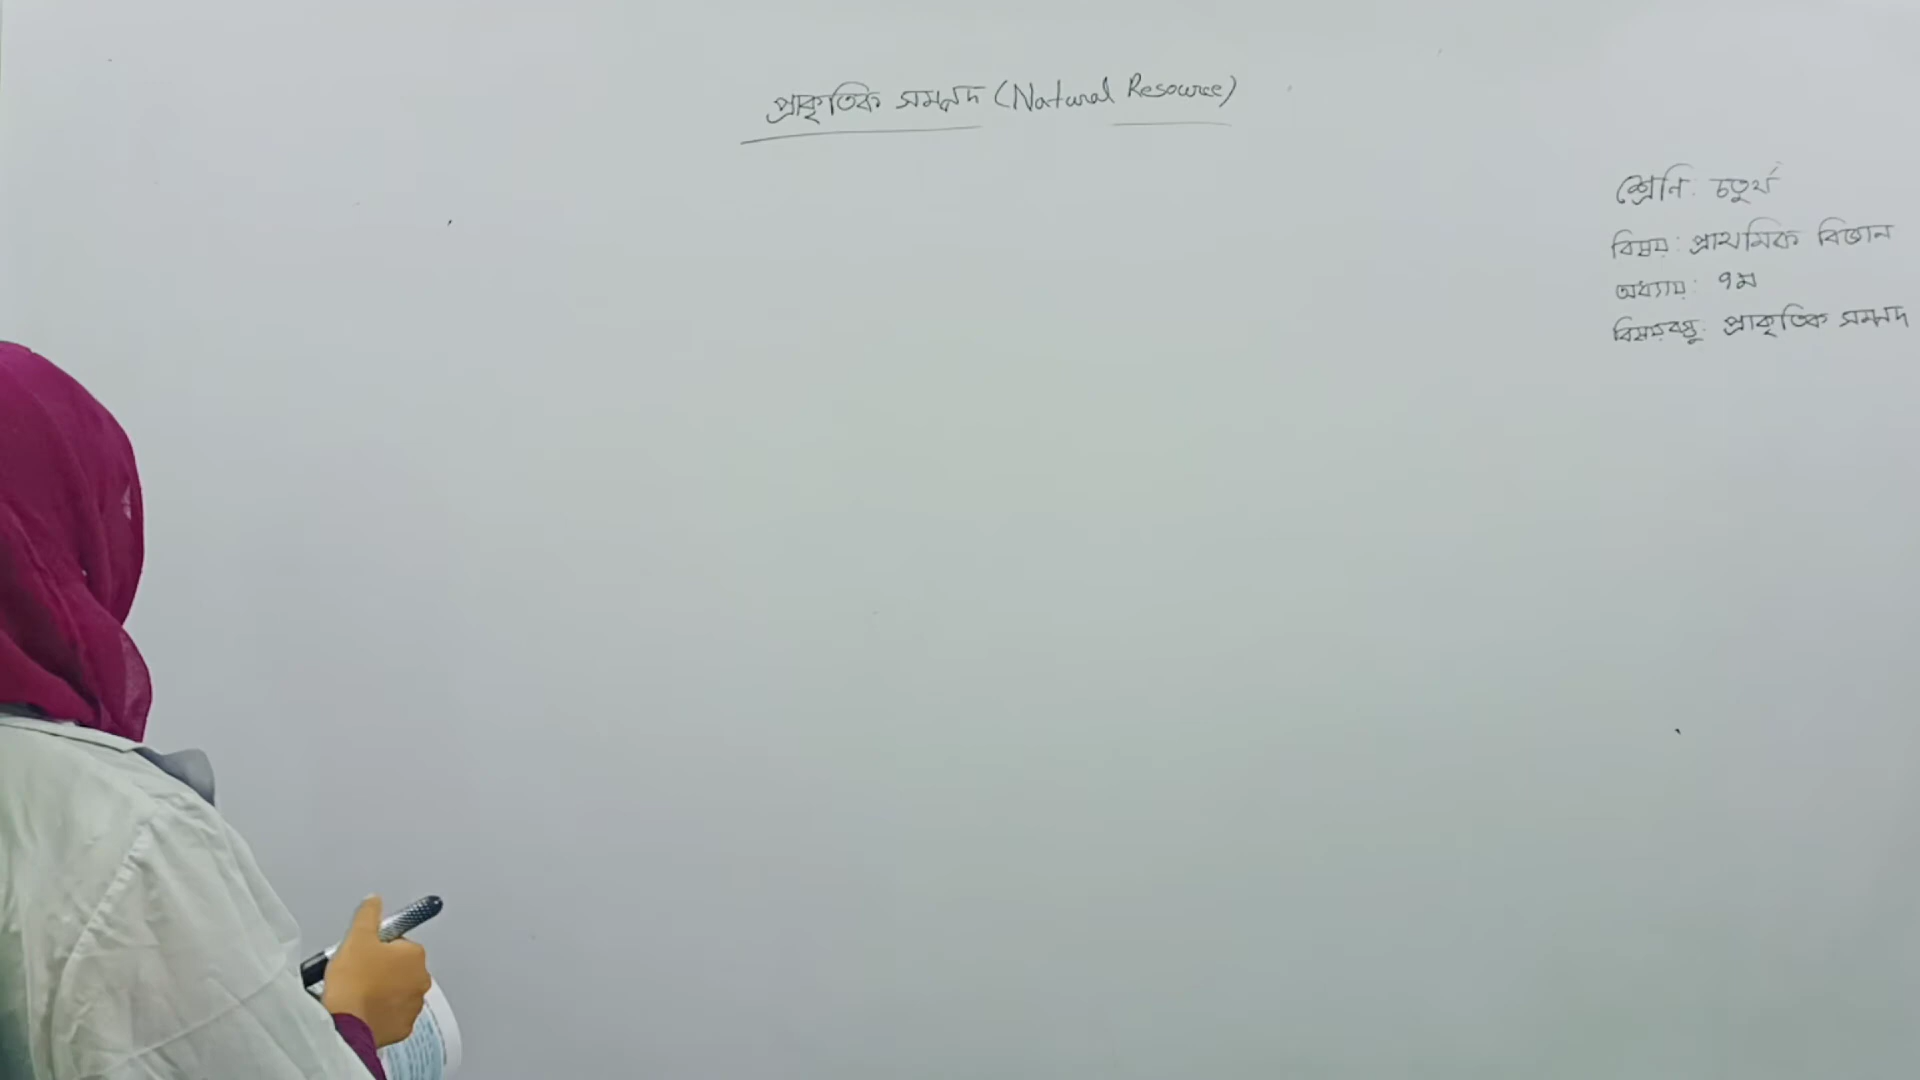 প্রাকৃতিক সম্পদ (Natural Resource)
শ্রেণি: চতুর্থ
বিষয়: প্রাথমিক বিজ্ঞান
অধ্যায়: ৭ম
বিষয়বস্তু: প্রাকৃতিক সম্পদ